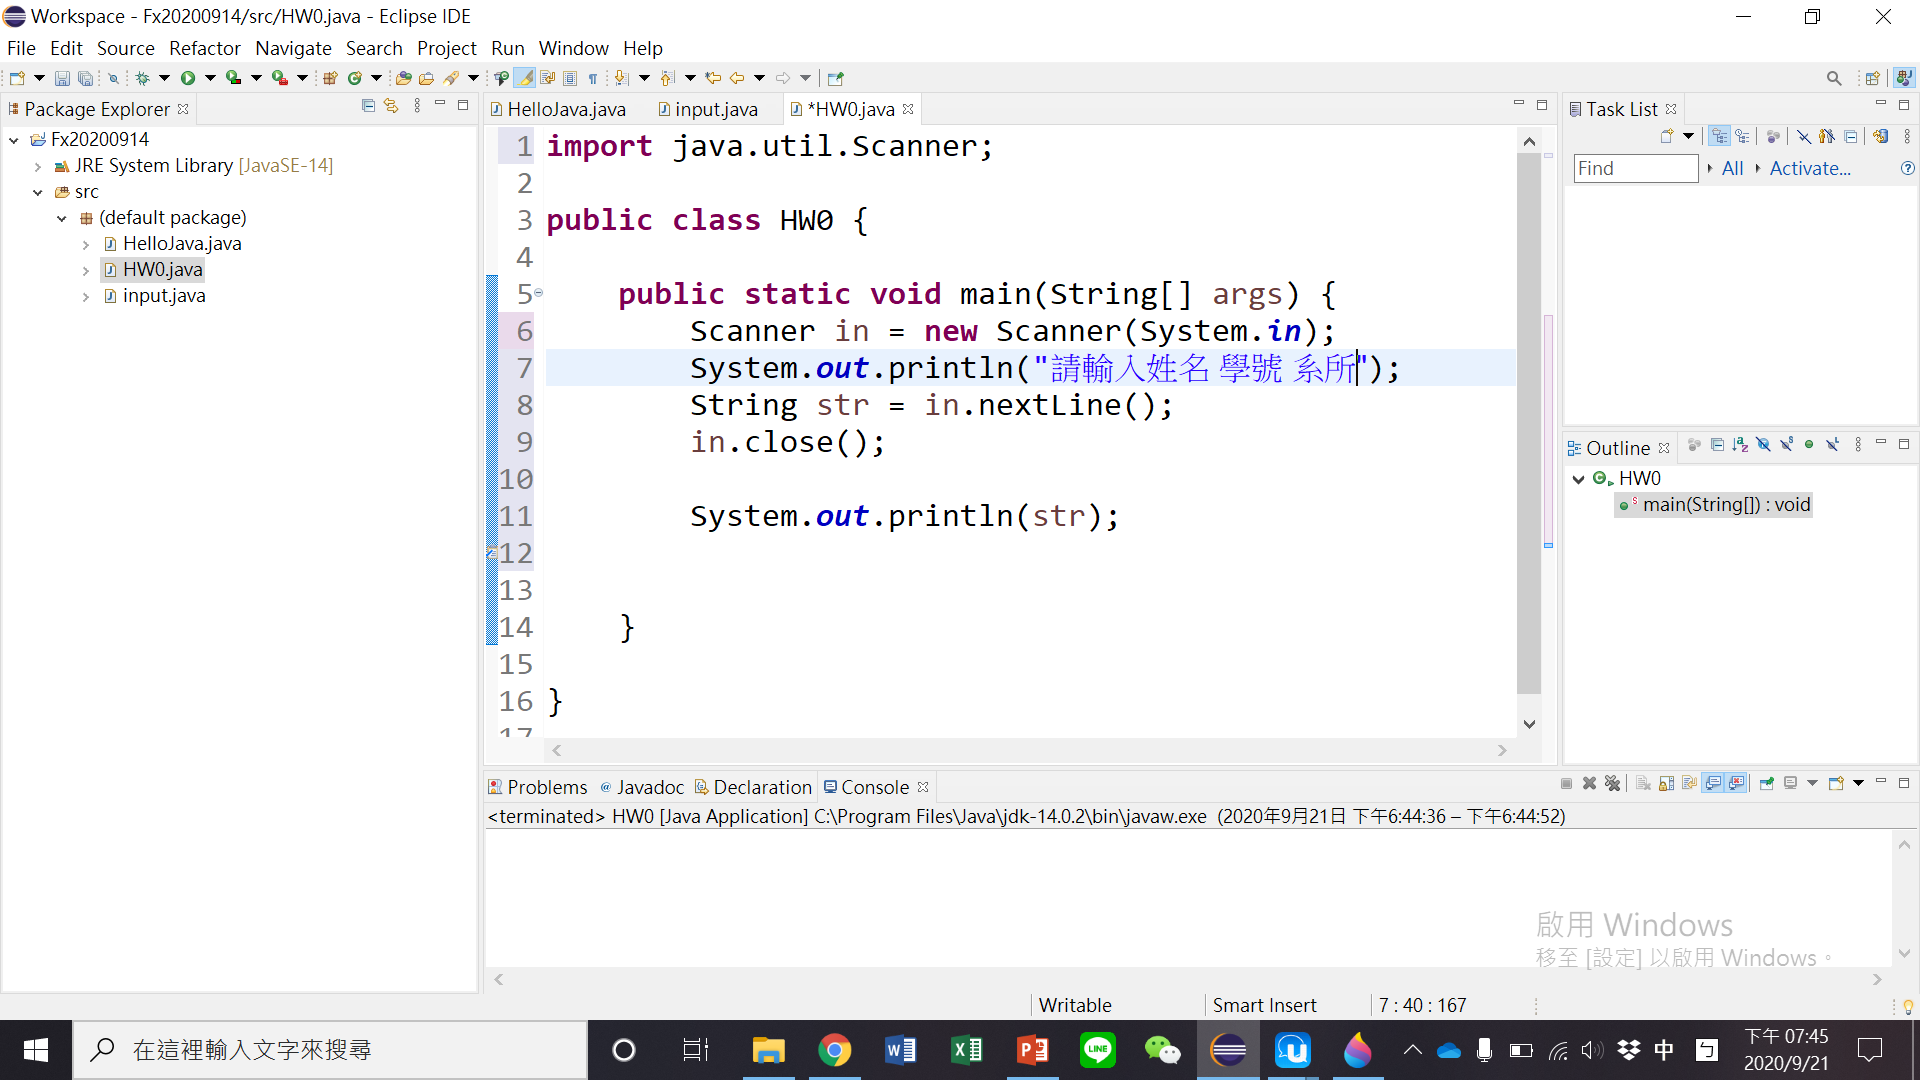 Workspace - Fx20200914/src/HW0.java - Eclipse IDE
File Edit Source Refactor Navigate Search Project Run Window Help
Package Explorer
Fx20200914
JRE System Library [JavaSE-14]
src
(default package)
HelloJava.java
HW0.java
input.java
HelloJava.java input.java *HW0.java
1 import java.util.Scanner;
2
3 public class HW0 {
4
5 public static void main(String[] args) {
6 Scanner in = new Scanner(System.in);
7 System.out.println("請輸入姓名 學號 系所");
8 String str = in.nextLine();
9 in.close();
10
11 System.out.println(str);
12
13
14 }
15
16 }
17
Task List
Find All Activate...
Outline
HW0
main(String[]) : void
Problems Javadoc Declaration Console
<terminated> HW0 [Java Application] C:\Program Files\Java\jdk-14.0.2\bin\javaw.exe (2020年9月21日 下午6:44:36 – 下午6:44:52)
啟用 Windows
移至 [設定] 以啟用 Windows。
Writable Smart Insert 7 : 40 : 167
在這裡輸入文字來搜尋
中
下午 07:45
2020/9/21